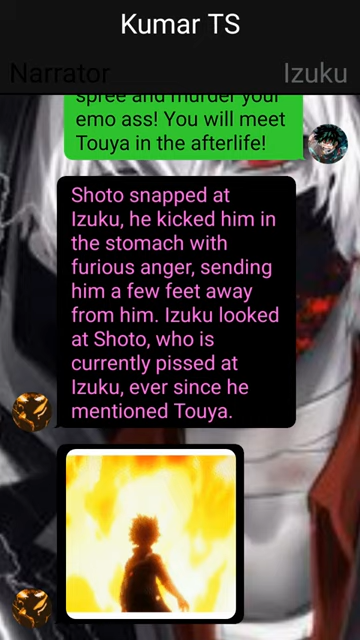 Kumar TS
Narrator
Izuku
spree and murder your
emo ass! You will meet
Touya in the afterlife!
Shoto snapped at
Izuku, he kicked him in
the stomach with
furious anger, sending
him a few feet away
from him. Izuku looked
at Shoto, who is
currently pissed at
Izuku, ever since he
mentioned Touya.